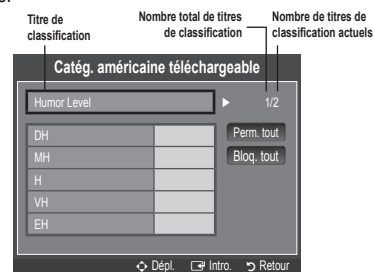 Titre de
classification
Nombre total de titres
de classification
Nombre de titres de
classification actuels
Catég. américaine téléchargeable
Humor Level
► 1/2
DH
MH
H
VH
EH
Perm. tout
Bloq. tout
Dépl. Intro. Retour